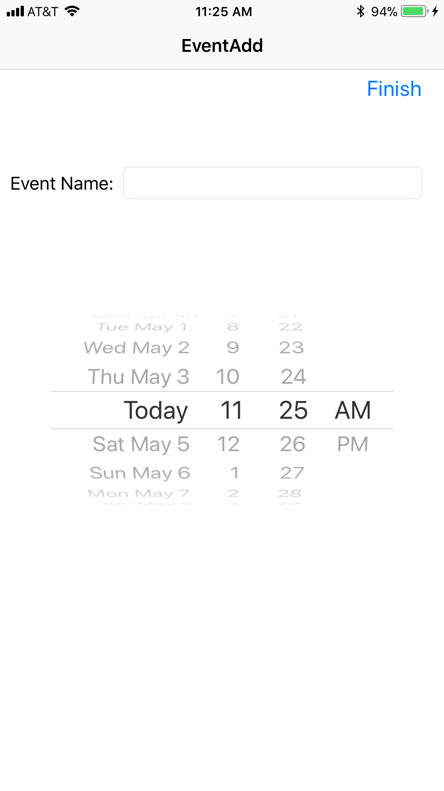 AT&T 11:25 AM 94%
EventAdd
Finish
Event Name:
Tue May 1 8 22
Wed May 2 9 23
Thu May 3 10 24
Today 11 25 AM
Sat May 5 12 26 PM
Sun May 6 1 27
Mon May 7 2 28